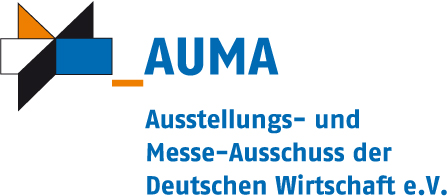 AUMA
Ausstellungs- und
Messe-Ausschuss der
Deutschen Wirtschaft e.V.